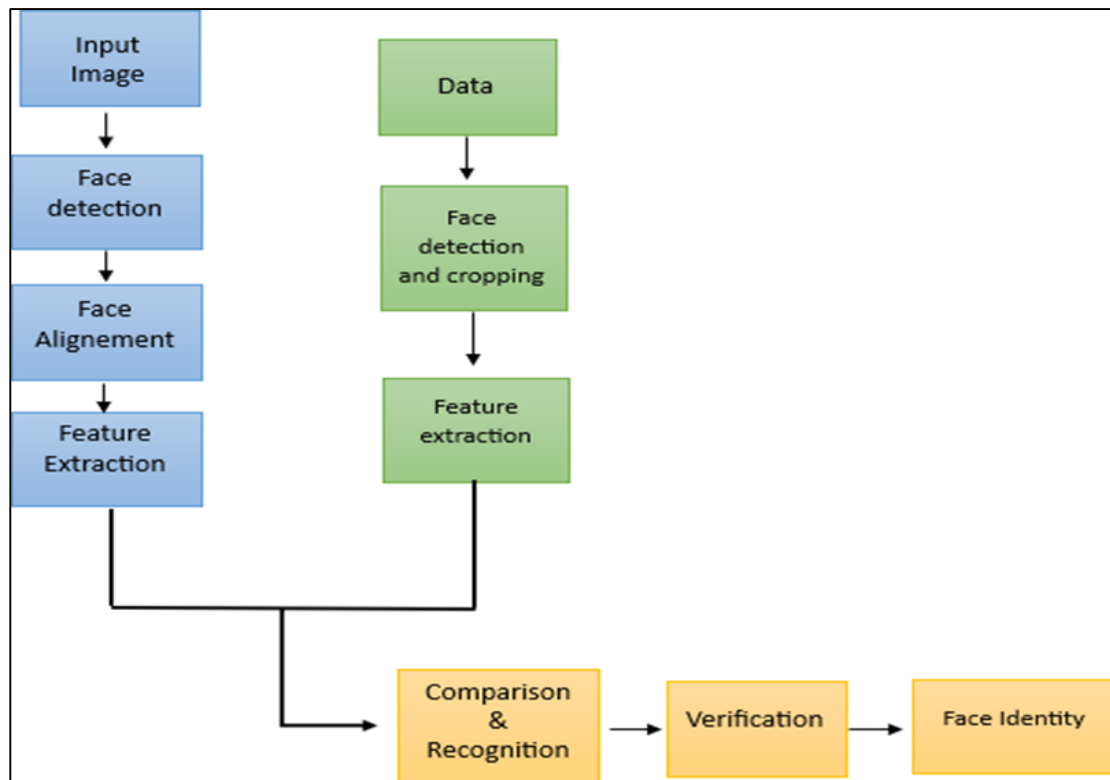 Input
Image
Face
detection
Face
Alignement
Feature
Extraction
Data
Face
detection
and cropping
Feature
extraction
Comparison
&
Recognition
Verification
Face Identity